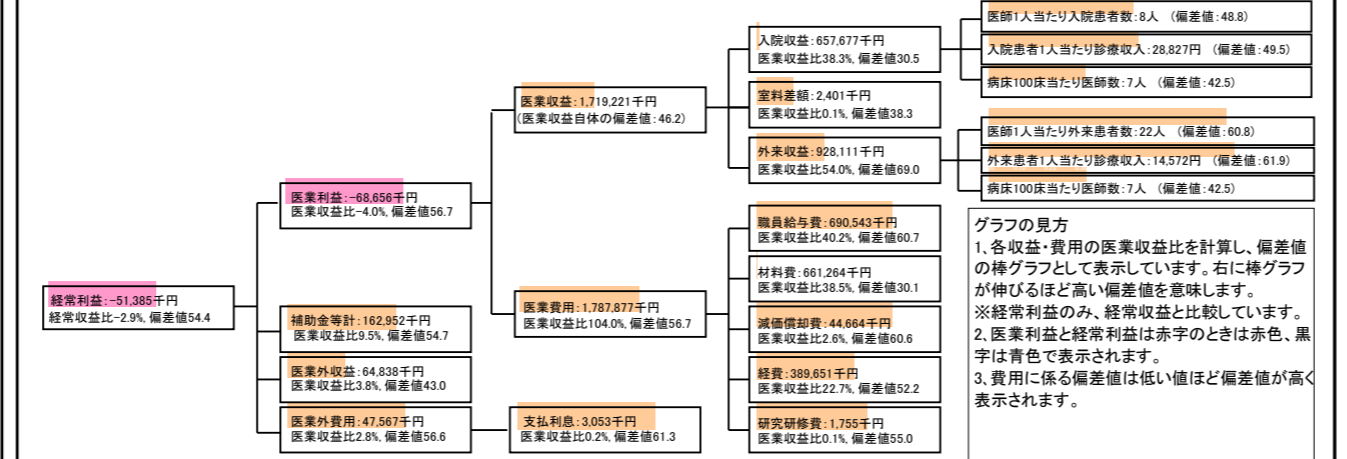 経常利益:-51,385千円
経常収益比-2.9%, 偏差値54.4
医業利益:-68,656千円
医業収益比-4.0%, 偏差値56.7
補助金等計:162,952千円
医業収益比9.5%, 偏差値54.7
医業外収益:64,838千円
医業収益比3.8%, 偏差値43.0
医業外費用:47,567千円
医業収益比2.8%, 偏差値56.6
支払利息:3,053千円
医業収益比0.2%, 偏差値61.3
医業収益:1,719,221千円
(医業収益自体の偏差値:46.2)
医業費用:1,787,877千円
医業収益比104.0%, 偏差値56.7
入院収益:657,677千円
医業収益比38.3%, 偏差値30.5
室料差額:2,401千円
医業収益比0.1%, 偏差値38.3
外来収益:928,111千円
医業収益比54.0%, 偏差値69.0
職員給与費:690,543千円
医業収益比40.2%, 偏差値60.7
材料費:661,264千円
医業収益比38.5%, 偏差値30.1
減価償却費:44,664千円
医業収益比2.6%, 偏差値60.6
経費:389,651千円
医業収益比22.7%, 偏差値52.2
研究研修費:1,755千円
医業収益比0.1%, 偏差値55.0
医師1人当たり入院患者数:8人 (偏差値:48.8)
入院患者1人当たり診療収入:28,827円 (偏差値:49.5)
病床100床当たり医師数:7人 (偏差値:42.5)
医師1人当たり外来患者数:22人 (偏差値:60.8)
外来患者1人当たり診療収入:14,572円 (偏差値:61.9)
病床100床当たり医師数:7人 (偏差値:42.5)
グラフの見方
1、各収益・費用の医業収益比を計算し、偏差値
の棒グラフとして表示しています。右に棒グラフ
が伸びるほど高い偏差値を意味します。
※経常利益のみ、経常収益と比較しています。
2、医業利益と経常利益は赤字のときは赤色、黒
字は青色で表示されます。
3、費用に係る偏差値は低い値ほど偏差値が高く
表示されます。